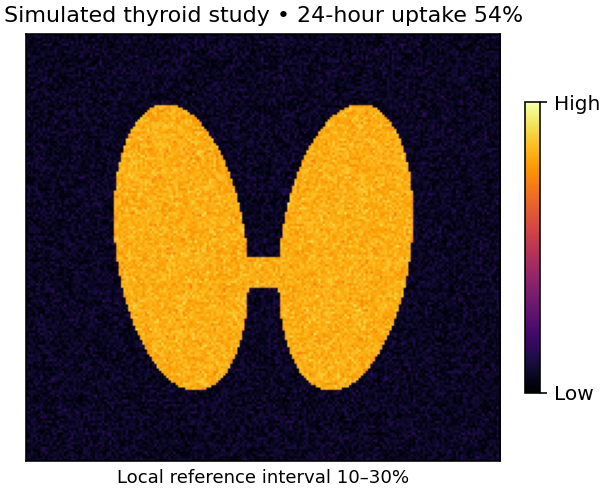 Simulated thyroid study • 24-hour uptake 54%
High
Low
Local reference interval 10–30%